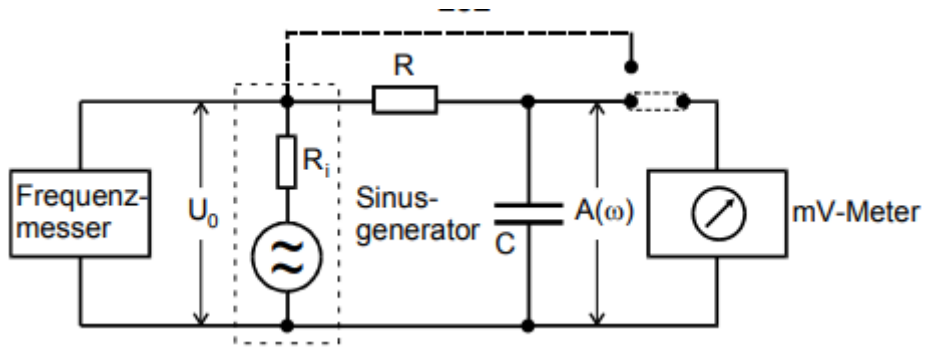 R
Frequenz-
messer
U₀
Rᵢ
Sinus-
generator
C
A(ω)
mV-Meter